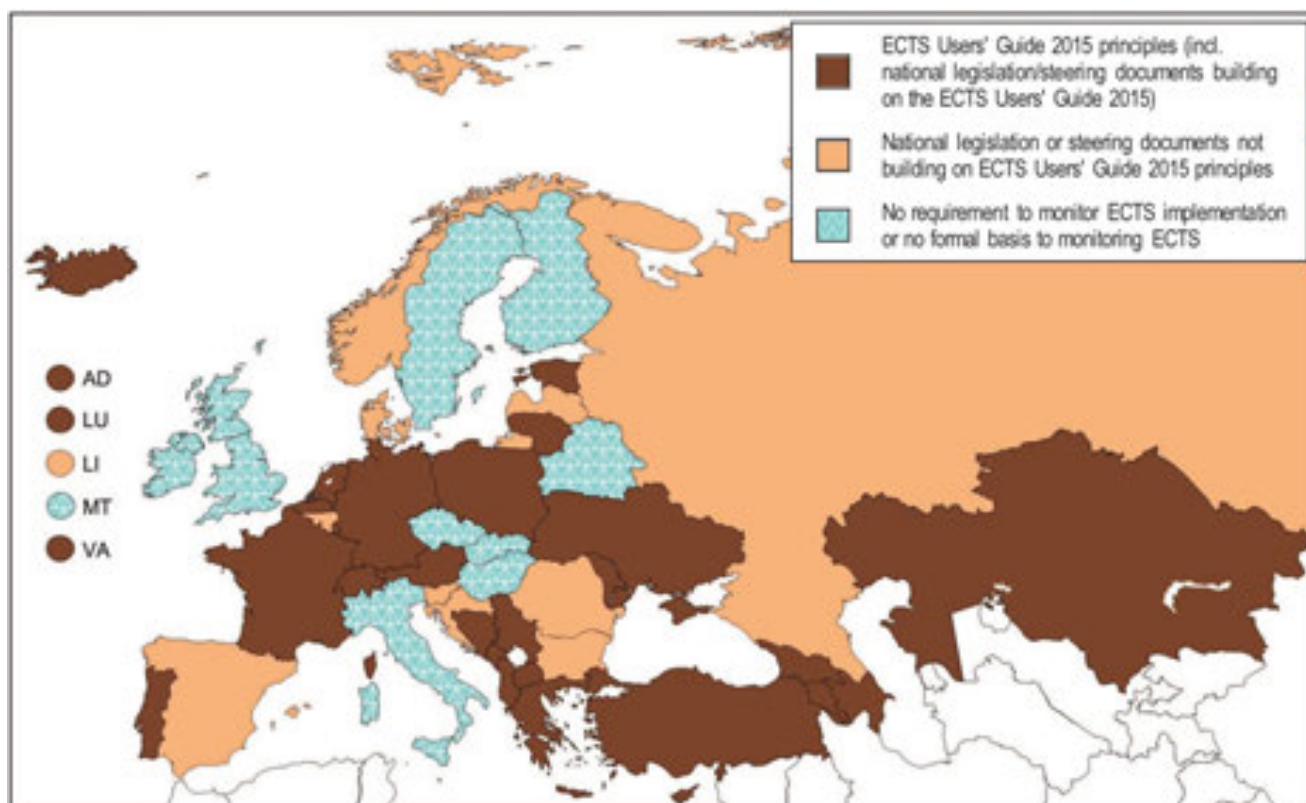 ECTS Users' Guide 2015 principles (incl.
national legislation/steering documents building
on the ECTS Users' Guide 2015)
National legislation or steering documents not
building on ECTS Users' Guide 2015 principles
No requirement to monitor ECTS implementation
or no formal basis to monitoring ECTS
AD
LU
LI
MT
VA